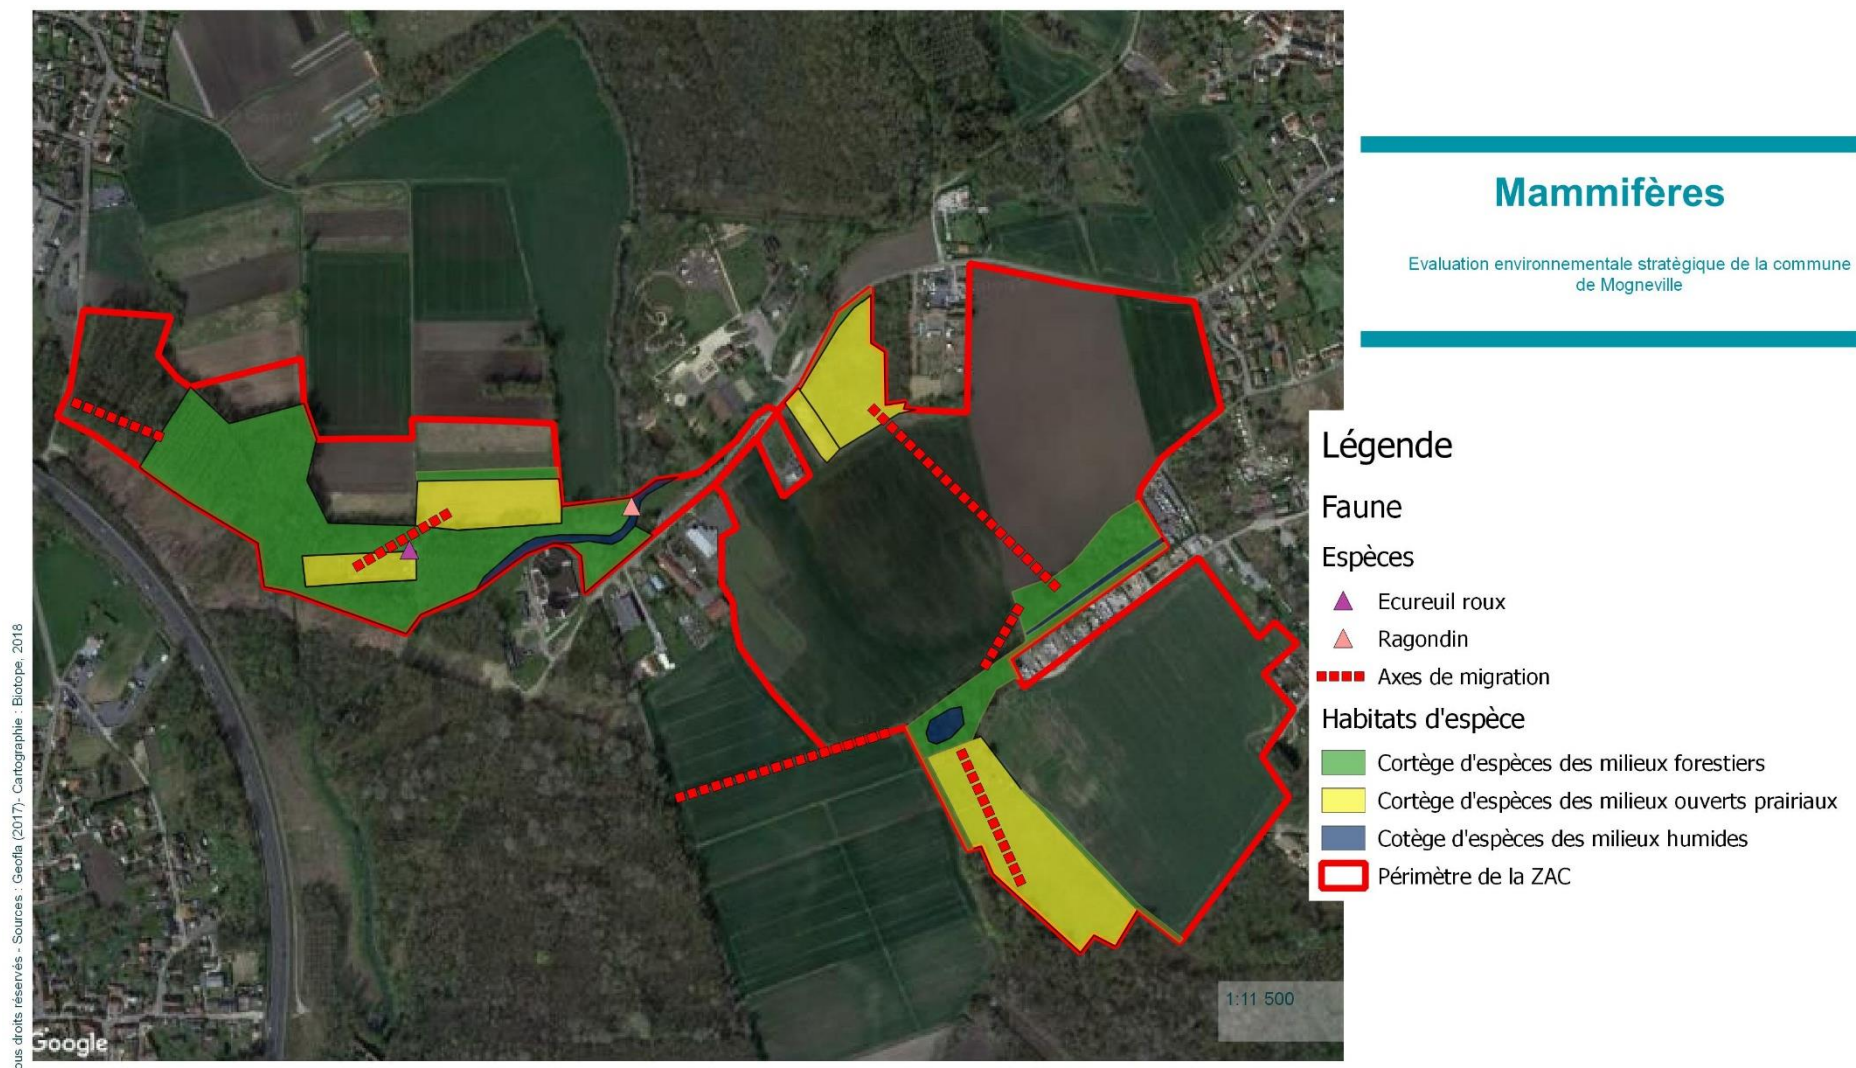 Mammifères
Evaluation environnementale stratègique de la commune
de Mogneville
Légende
Faune
Espèces
Ecureuil roux
Ragondin
Axes de migration
Habitats d'espèce
Cortège d'espèces des milieux forestiers
Cortège d'espèces des milieux ouverts prairiaux
Cotège d'espèces des milieux humides
Périmètre de la ZAC
1:11 500
Google
ous droits réservés - Sources : Geofla (2017)- Cartographie : Biotope, 2018